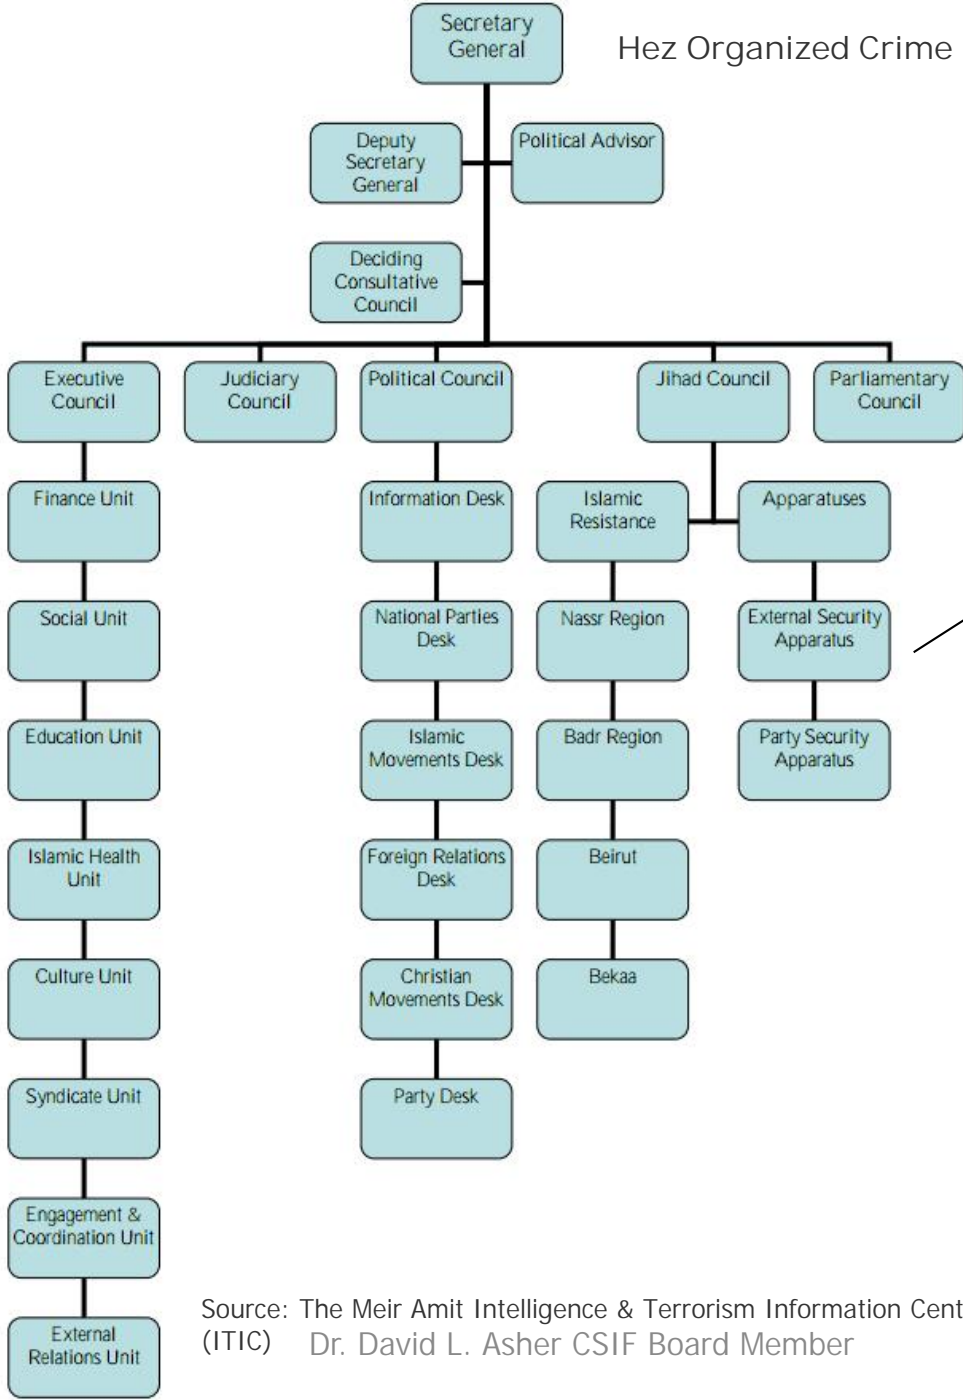 Secretary
General
Hez Organized Crime
Deputy
Secretary
General
Political Advisor
Deciding
Consultative
Council
Executive
Council
Judiciary
Council
Political Council
Jihad Council
Parliamentary
Council
Finance Unit
Information Desk
Islamic
Resistance
Apparatuses
Social Unit
National Parties
Desk
Nassr Region
External Security
Apparatus
Education Unit
Islamic
Movements Desk
Badr Region
Party Security
Apparatus
Islamic Health
Unit
Foreign Relations
Desk
Beirut
Culture Unit
Christian
Movements Desk
Bekaa
Syndicate Unit
Party Desk
Engagement &
Coordination Unit
External
Relations Unit
Source: The Meir Amit Intelligence & Terrorism Information Cent
(ITIC) Dr. David L. Asher CSIF Board Member